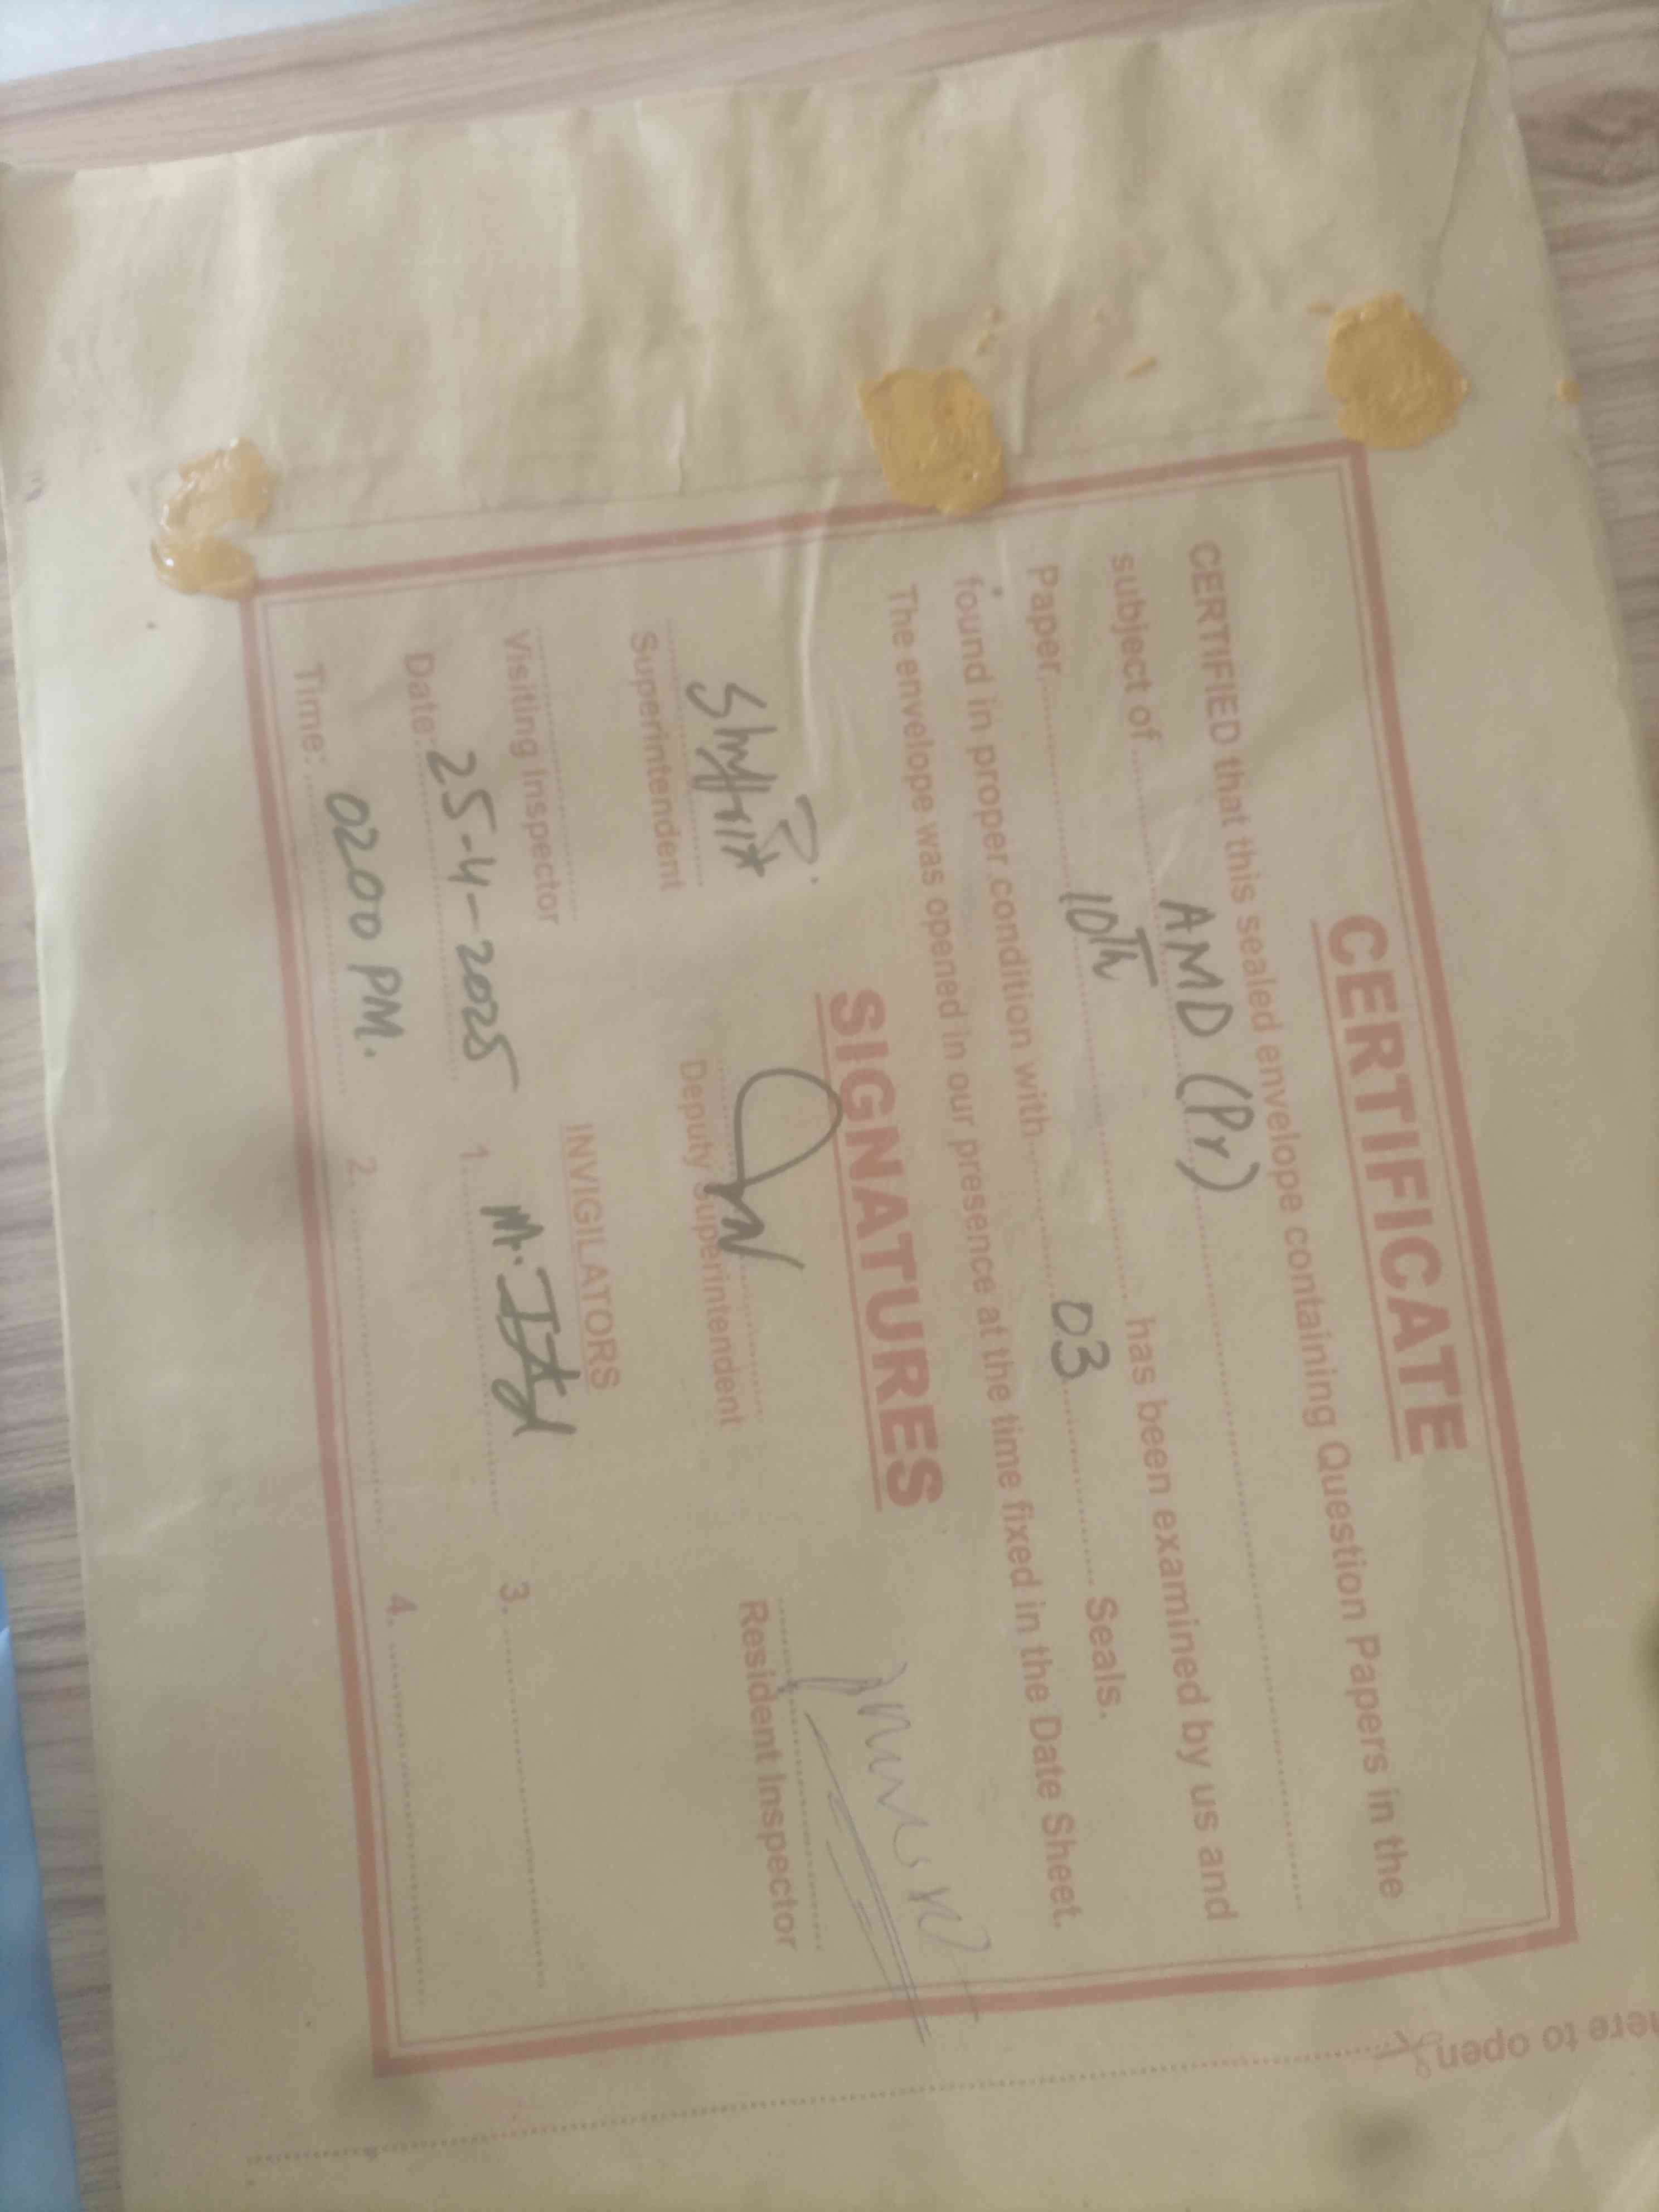 CERTIFICATE
CERTIFIED that this sealed envelope containing Question Papers in the
subject of AMD (Pr)
Paper 10Th has been examined by us and
found in proper condition with 03 Seals.
The envelope was opened in our presence at the time fixed in the Date Sheet.
SIGNATURES
Superintendent
Deputy Superintendent
Resident Inspector
Visiting Inspector
INVIGILATORS
Date: 25-4-2025
1. M.
3.
Time: 0200 PM.
2.
4.
here to open